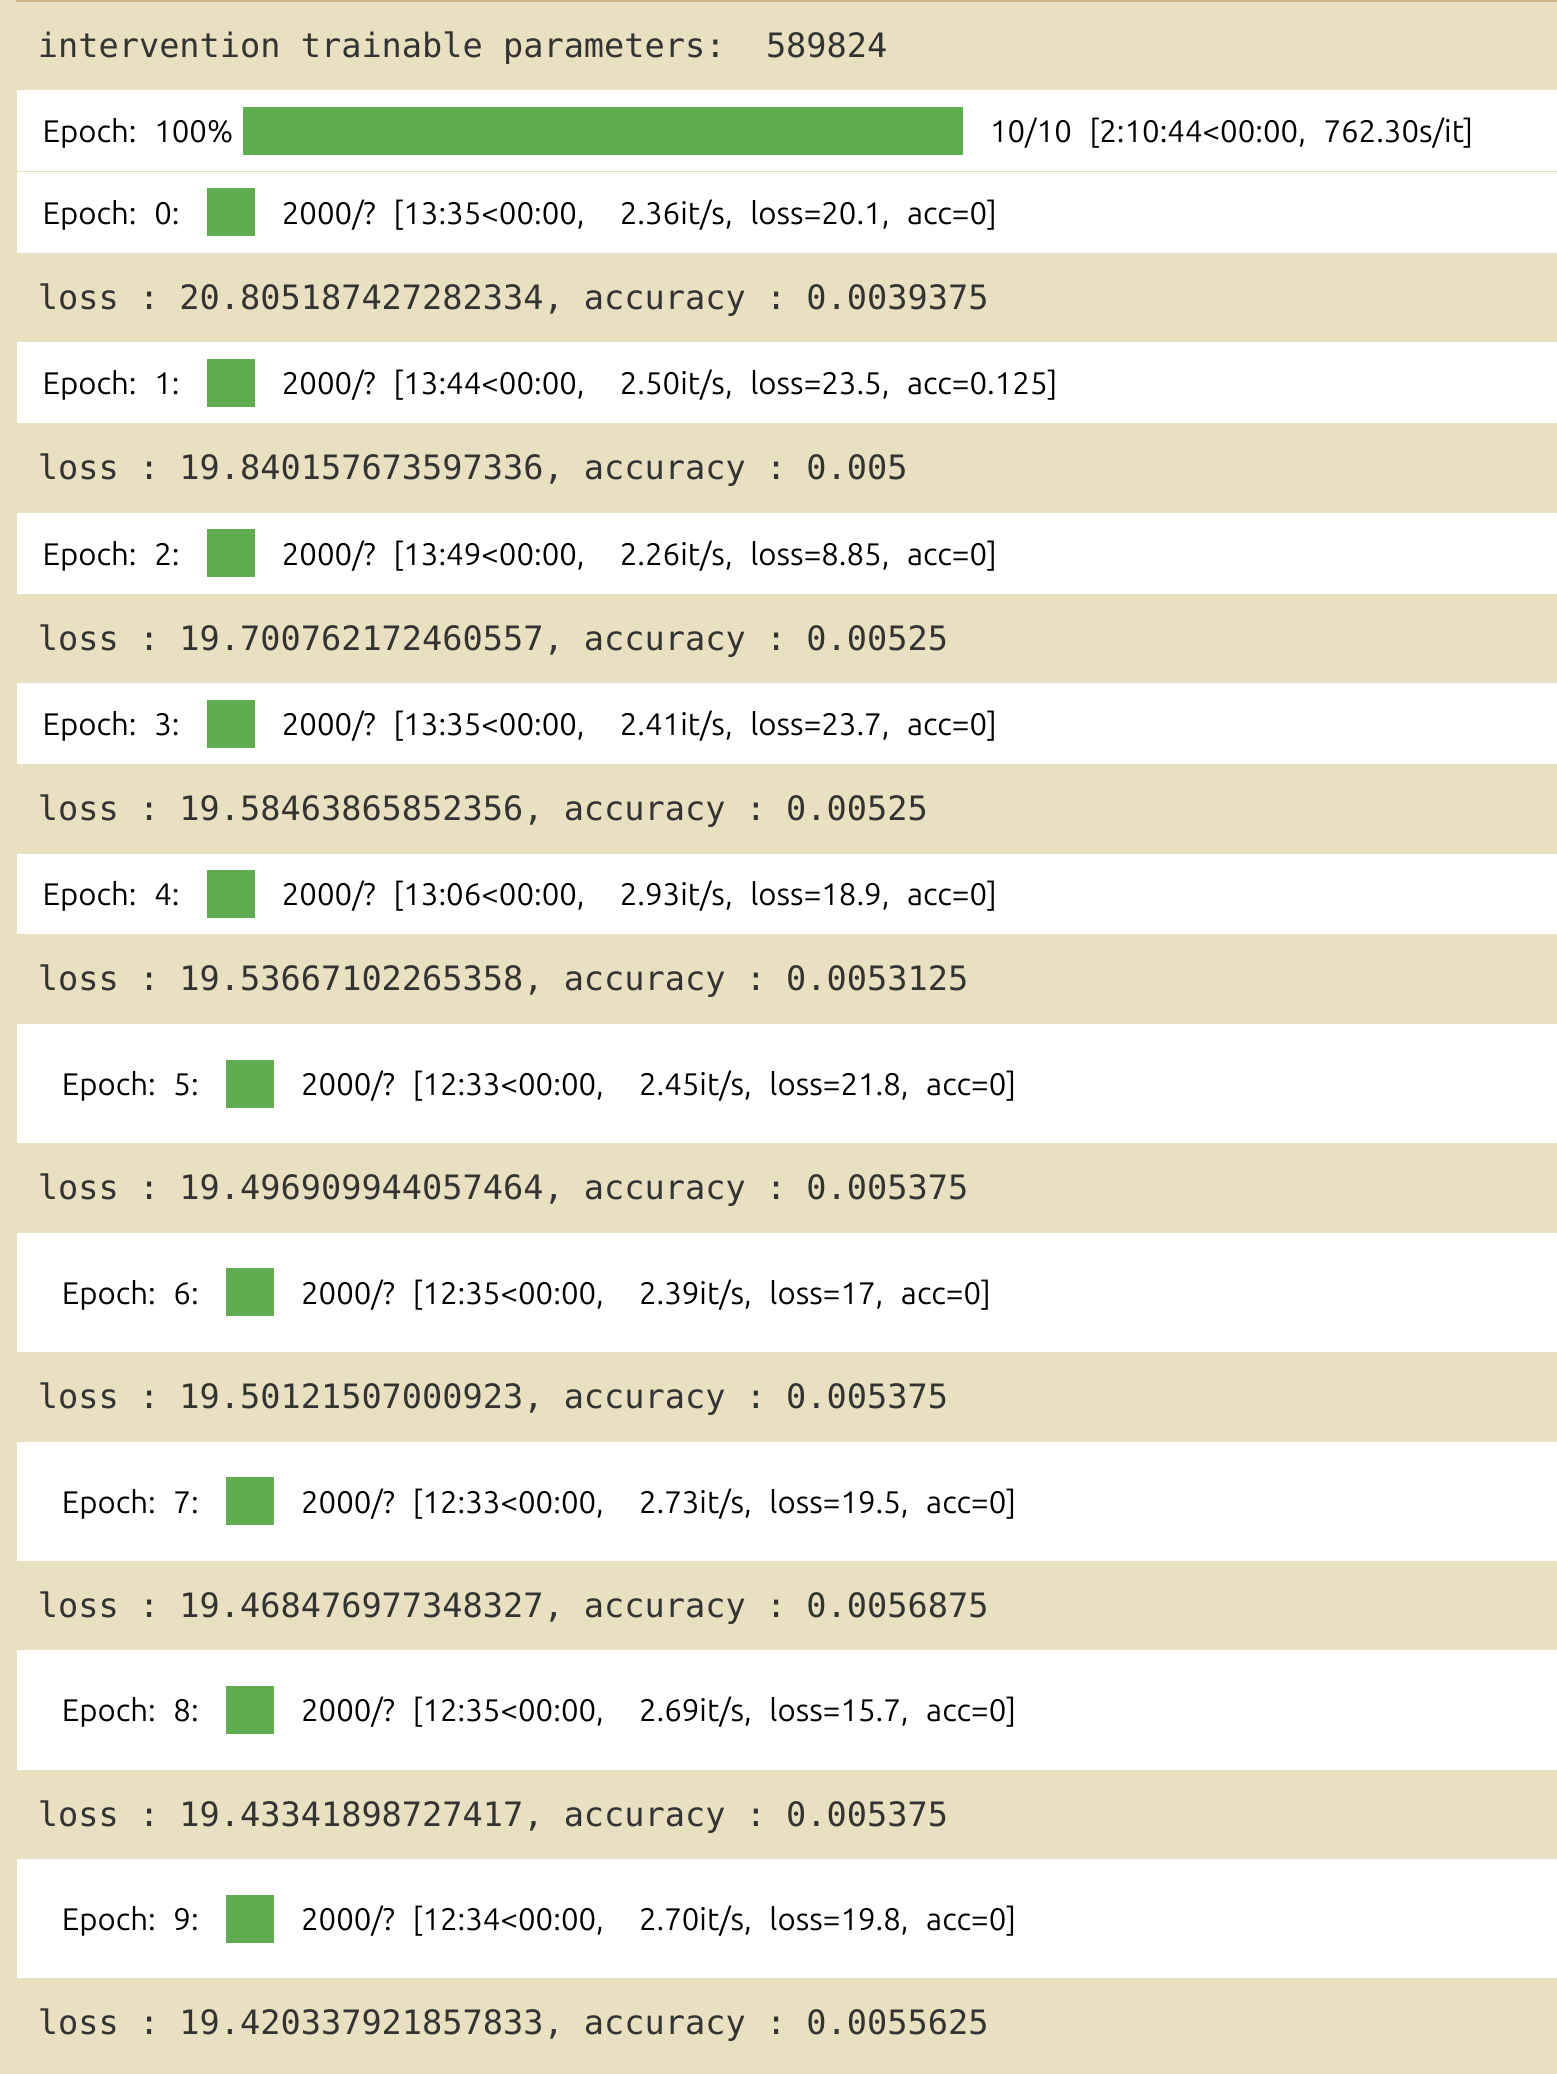 intervention trainable parameters:  589824
Epoch: 100% 10/10 [2:10:44<00:00, 762.30s/it]
Epoch: 0: 2000/? [13:35<00:00, 2.36it/s, loss=20.1, acc=0]
loss : 20.805187427282334, accuracy : 0.0039375
Epoch: 1: 2000/? [13:44<00:00, 2.50it/s, loss=23.5, acc=0.125]
loss : 19.840157673597336, accuracy : 0.005
Epoch: 2: 2000/? [13:49<00:00, 2.26it/s, loss=8.85, acc=0]
loss : 19.700762172460557, accuracy : 0.00525
Epoch: 3: 2000/? [13:35<00:00, 2.41it/s, loss=23.7, acc=0]
loss : 19.58463865852356, accuracy : 0.00525
Epoch: 4: 2000/? [13:06<00:00, 2.93it/s, loss=18.9, acc=0]
loss : 19.53667102265358, accuracy : 0.0053125
Epoch: 5: 2000/? [12:33<00:00, 2.45it/s, loss=21.8, acc=0]
loss : 19.496909944057464, accuracy : 0.005375
Epoch: 6: 2000/? [12:35<00:00, 2.39it/s, loss=17, acc=0]
loss : 19.50121507000923, accuracy : 0.005375
Epoch: 7: 2000/? [12:33<00:00, 2.73it/s, loss=19.5, acc=0]
loss : 19.468476977348327, accuracy : 0.0056875
Epoch: 8: 2000/? [12:35<00:00, 2.69it/s, loss=15.7, acc=0]
loss : 19.43341898727417, accuracy : 0.005375
Epoch: 9: 2000/? [12:34<00:00, 2.70it/s, loss=19.8, acc=0]
loss : 19.420337921857833, accuracy : 0.0055625